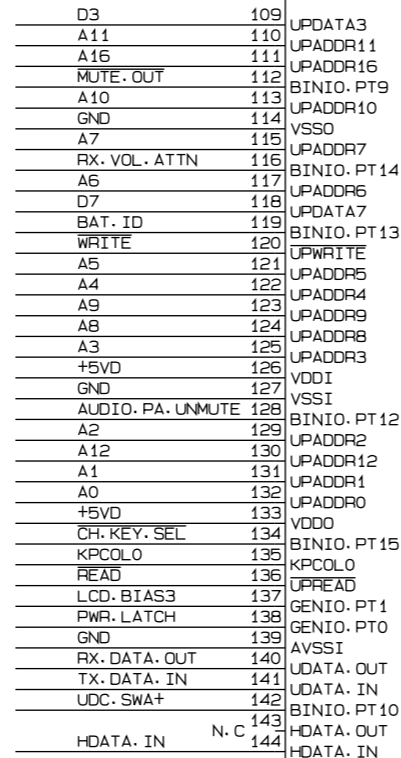 D3 109 UPDATA3
A11 110 UPADDR11
A16 111 UPADDR16
MUTE.OUT 112 BINIO.PT9
A10 113 UPADDR10
GND 114 VSSO
A7 115 UPADDR7
RX.VOL.ATTN 116 BINIO.PT14
A6 117 UPADDR6
D7 118 UPDATA7
BAT.ID 119 BINIO.PT13
WRITE 120 UPWRITE
A5 121 UPADDR5
A4 122 UPADDR4
A9 123 UPADDR9
A8 124 UPADDR8
A3 125 UPADDR3
+5VD 126 VDDI
GND 127 VSSI
AUDIO.PA.UNMUTE 128 BINIO.PT12
A2 129 UPADDR2
A12 130 UPADDR12
A1 131 UPADDR1
A0 132 UPADDR0
+5VD 133 VDDO
CH.KEY.SEL 134 BINIO.PT15
KPCOL0 135 KPCOL0
READ 136 UPREAD
LCD.BIAS3 137 GENIO.PT1
PWR.LATCH 138 GENIO.PT0
GND 139 AVSSI
RX.DATA.OUT 140 UDATA.OUT
TX.DATA.IN 141 UDATA.IN
UDC.SWA+ 142 BINIO.PT10
N.C 143 HDATA.OUT
HDATA.IN 144 HDATA.IN